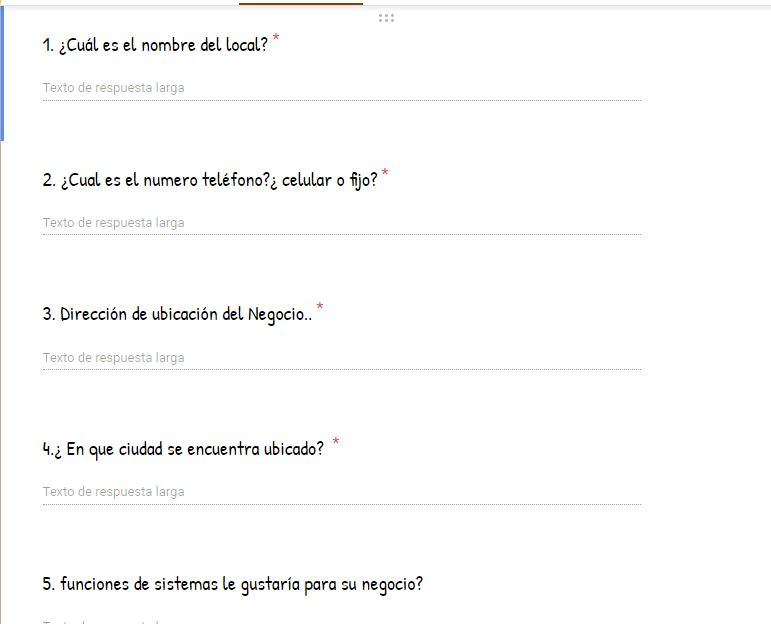 1. ¿Cuál es el nombre del local? *
Texto de respuesta larga
2. ¿Cual es el numero teléfono?¿ celular o fijo? *
Texto de respuesta larga
3. Dirección de ubicación del Negocio.. *
Texto de respuesta larga
4.¿ En que ciudad se encuentra ubicado? *
Texto de respuesta larga
5. funciones de sistemas le gustaría para su negocio?